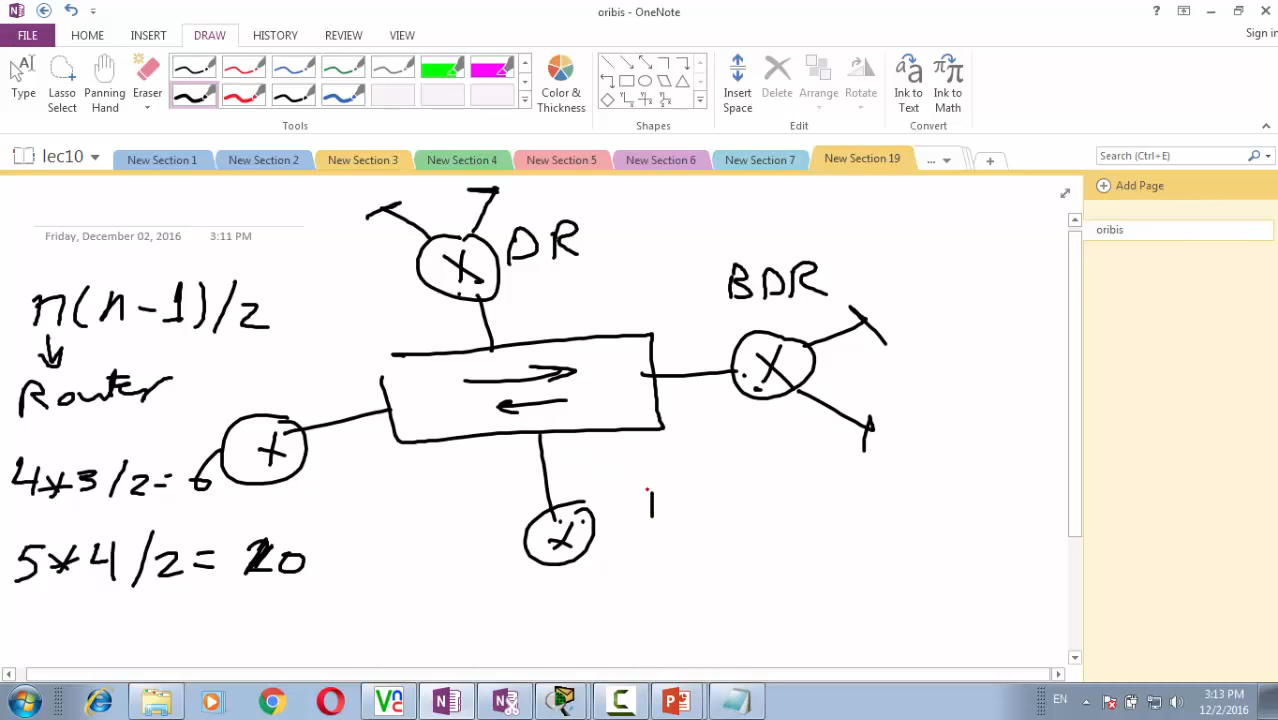 oribis - OneNote
Sign in
FILE HOME INSERT DRAW HISTORY REVIEW VIEW
Type
Lasso Select
Panning Hand
Eraser
Color & Thickness
Insert Space
Delete
Arrange
Rotate
Ink to Text
Ink to Math
Tools
Shapes
Edit
Convert
lec10
New Section 1
New Section 2
New Section 3
New Section 4
New Section 5
New Section 6
New Section 7
New Section 19
...
Search (Ctrl+E)
Add Page
oribis
Friday, December 02, 2016 3:11 PM
DR
BDR
n(n-1)/2
Router
4*3/2=6
5*4/2=
EN
3:13 PM
12/2/2016